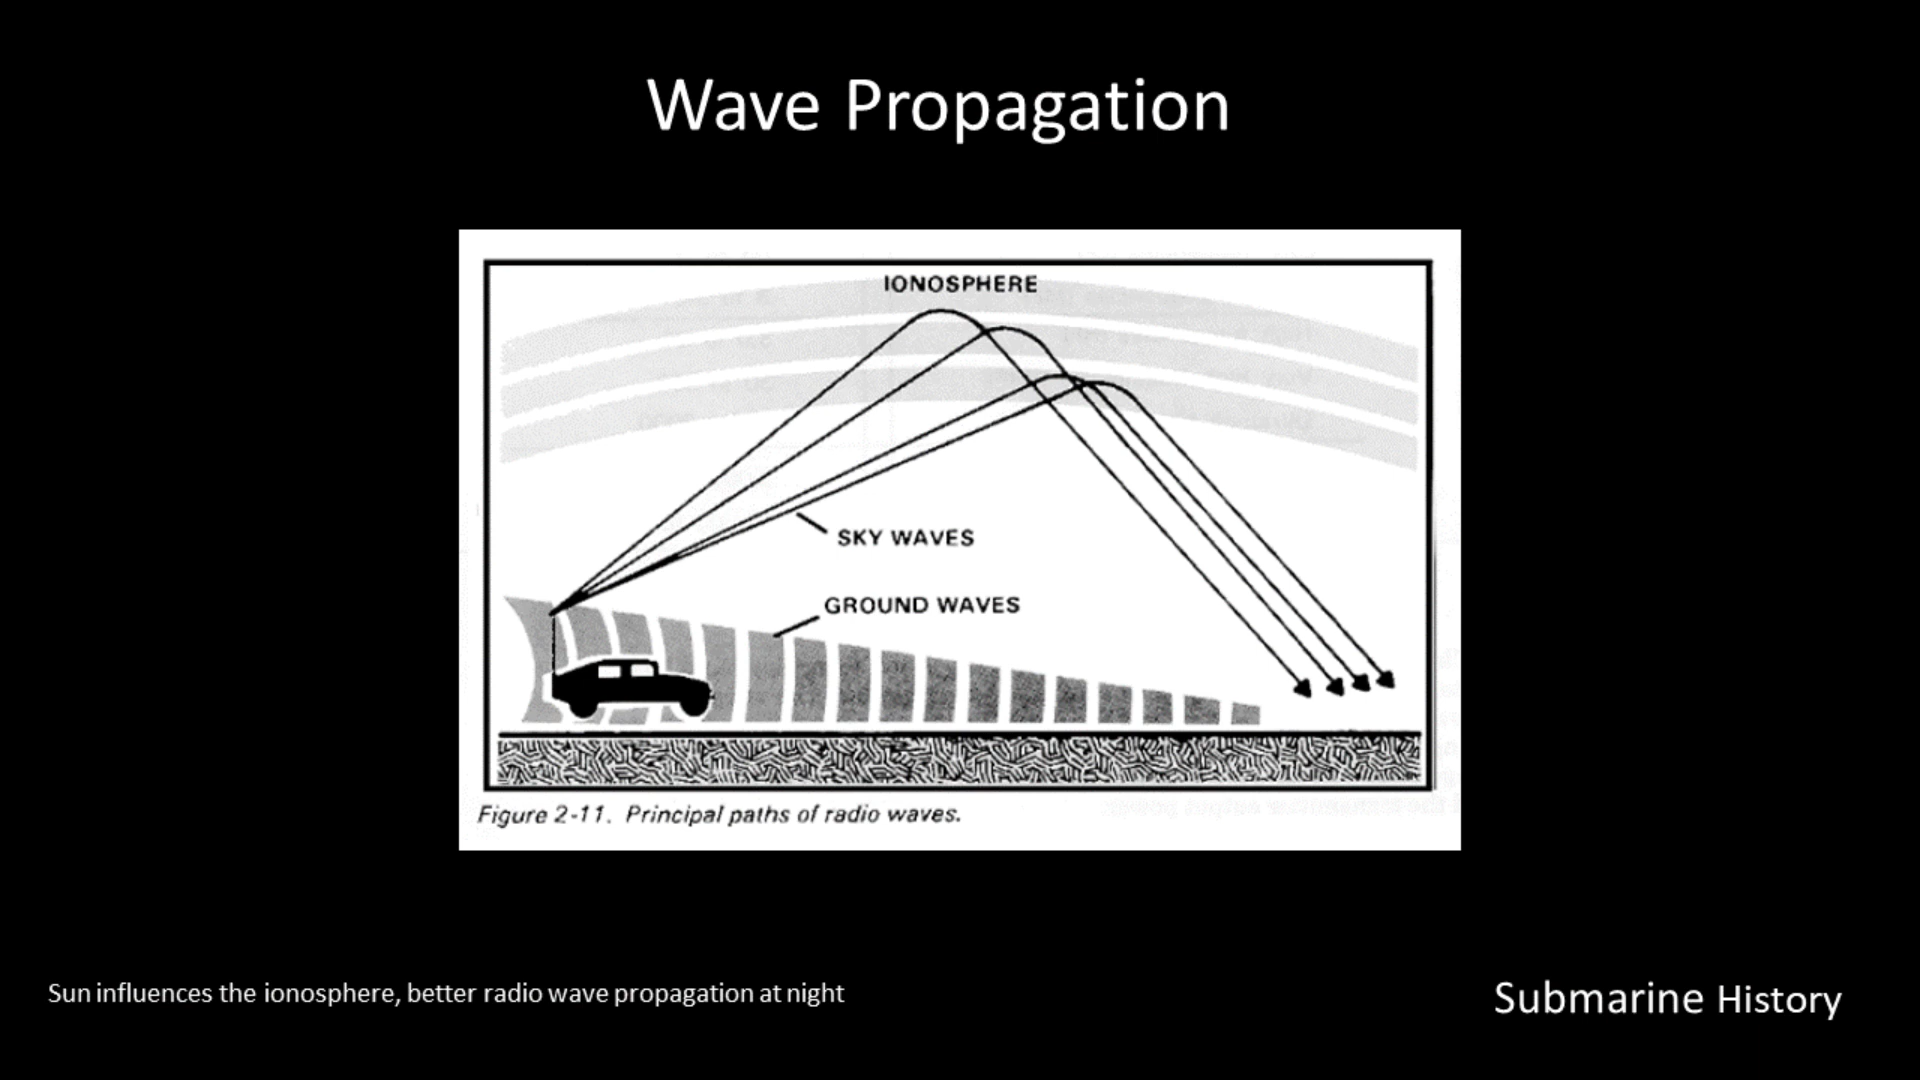 Wave Propagation
IONOSPHERE
SKY WAVES
GROUND WAVES
Figure 2-11. Principal paths of radio waves.
Sun influences the ionosphere, better radio wave propagation at night
Submarine History